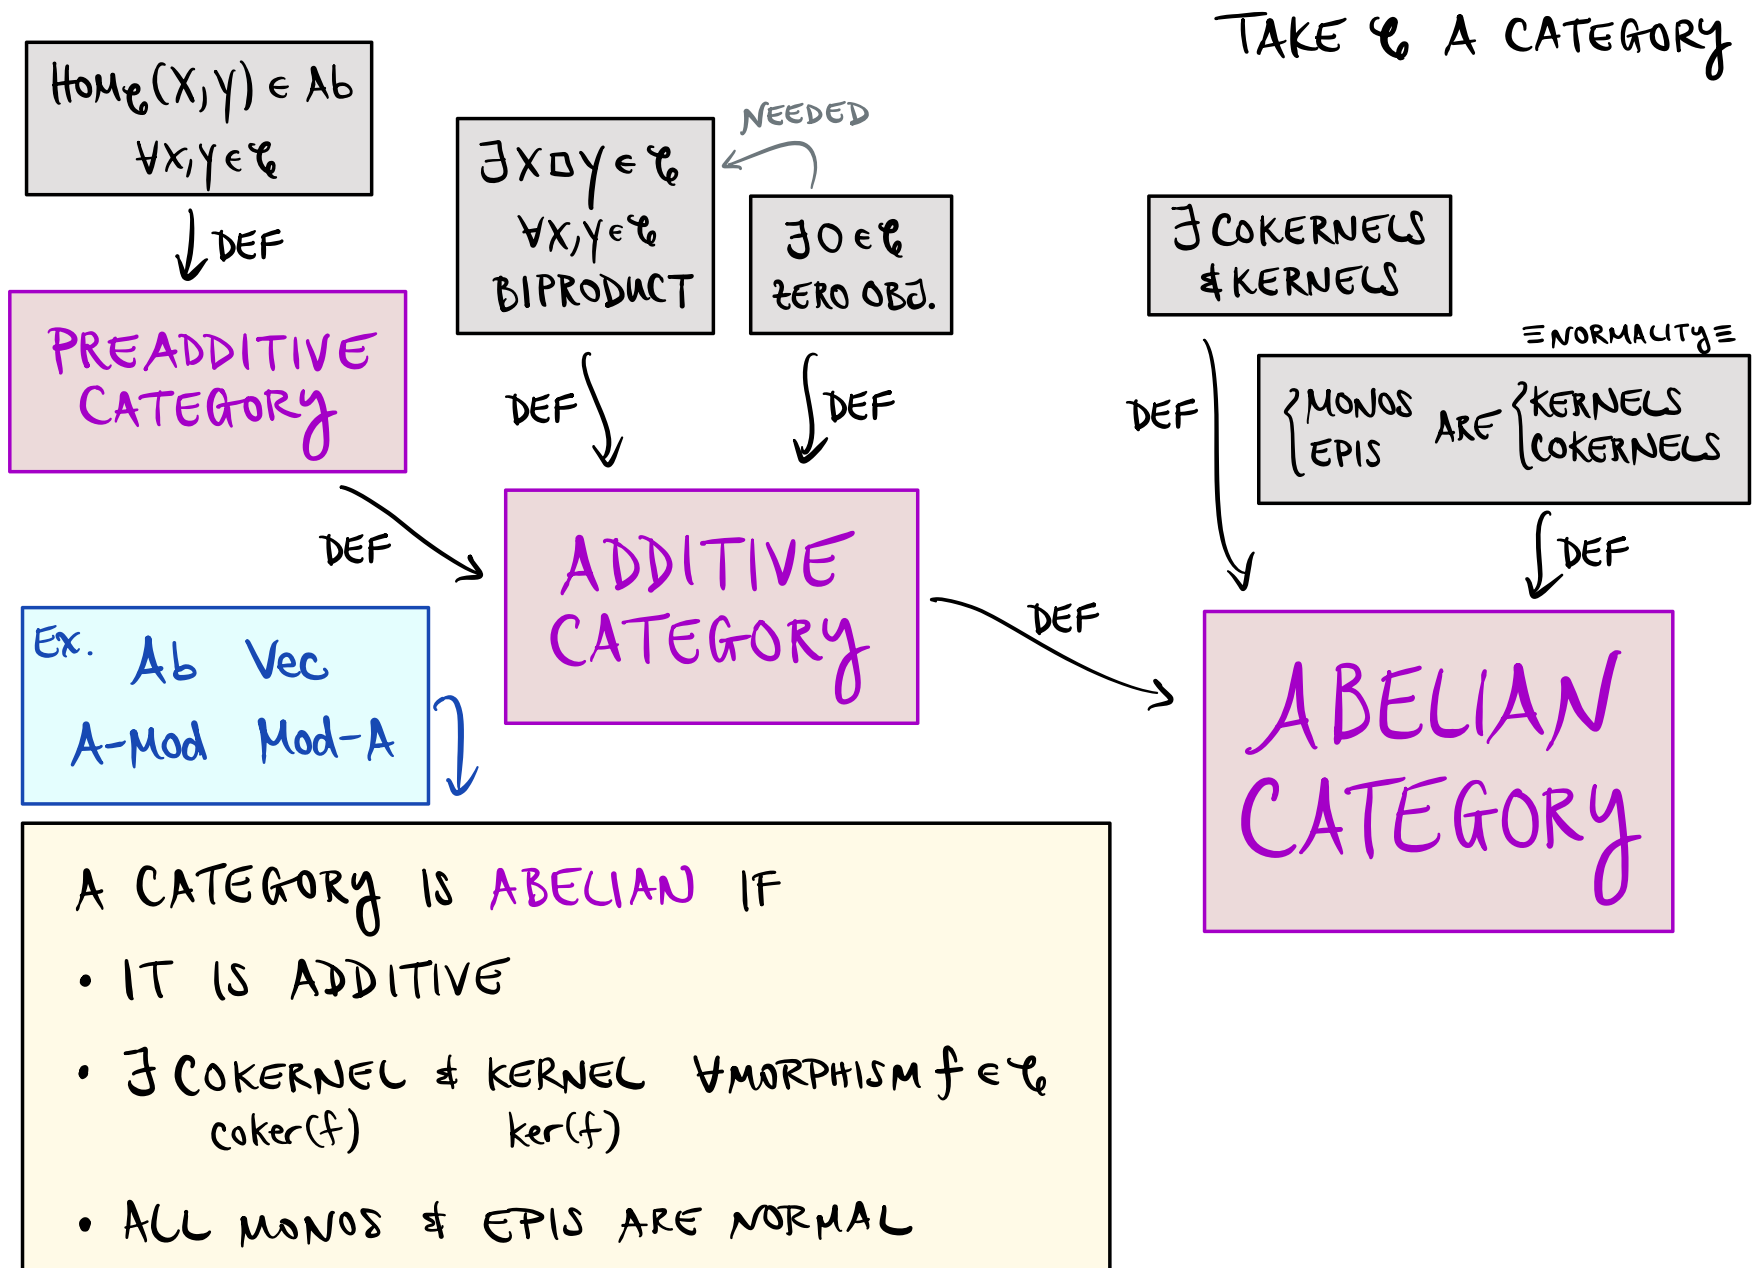 TAKE 𝒞 A CATEGORY
Hom𝒞(X,Y) ∈ Ab
∀X,Y ∈ 𝒞
DEF
PREADDITIVE
CATEGORY
DEF
NEEDED
∃X□Y ∈ 𝒞
∀X,Y ∈ 𝒞
BIPRODUCT
DEF
∃0 ∈ 𝒞
ZERO OBJ.
DEF
ADDITIVE
CATEGORY
DEF
∃ COKERNELS
& KERNELS
DEF
≡NORMALITY≡
{MONOS ARE {KERNELS
EPIS COKERNELS
DEF
ABELIAN
CATEGORY
Ex. Ab Vec
A-Mod Mod-A
A CATEGORY IS ABELIAN IF
• IT IS ADDITIVE
• ∃ COKERNEL & KERNEL ∀MORPHISM f ∈ 𝒞
coker(f) ker(f)
• ALL MONOS & EPIS ARE NORMAL